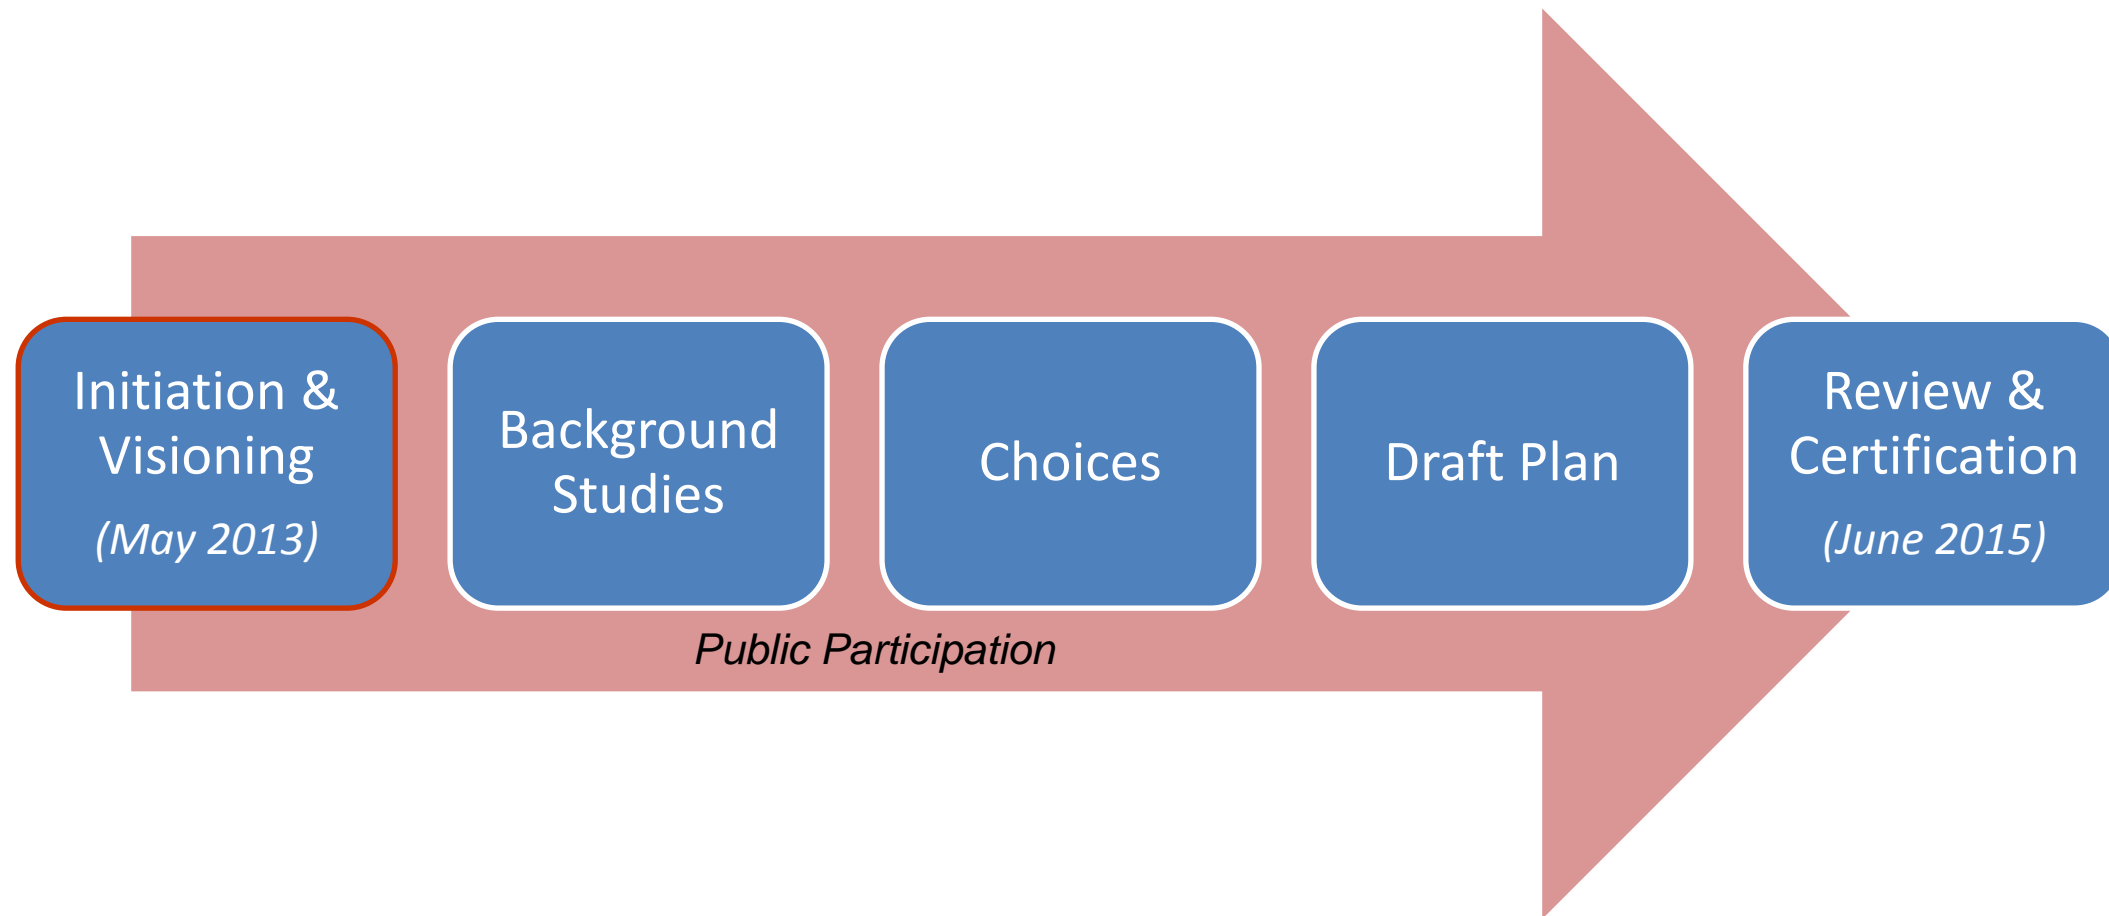 Initiation &
Visioning
(May 2013)
Background
Studies
Choices
Draft Plan
Review &
Certification
(June 2015)
Public Participation